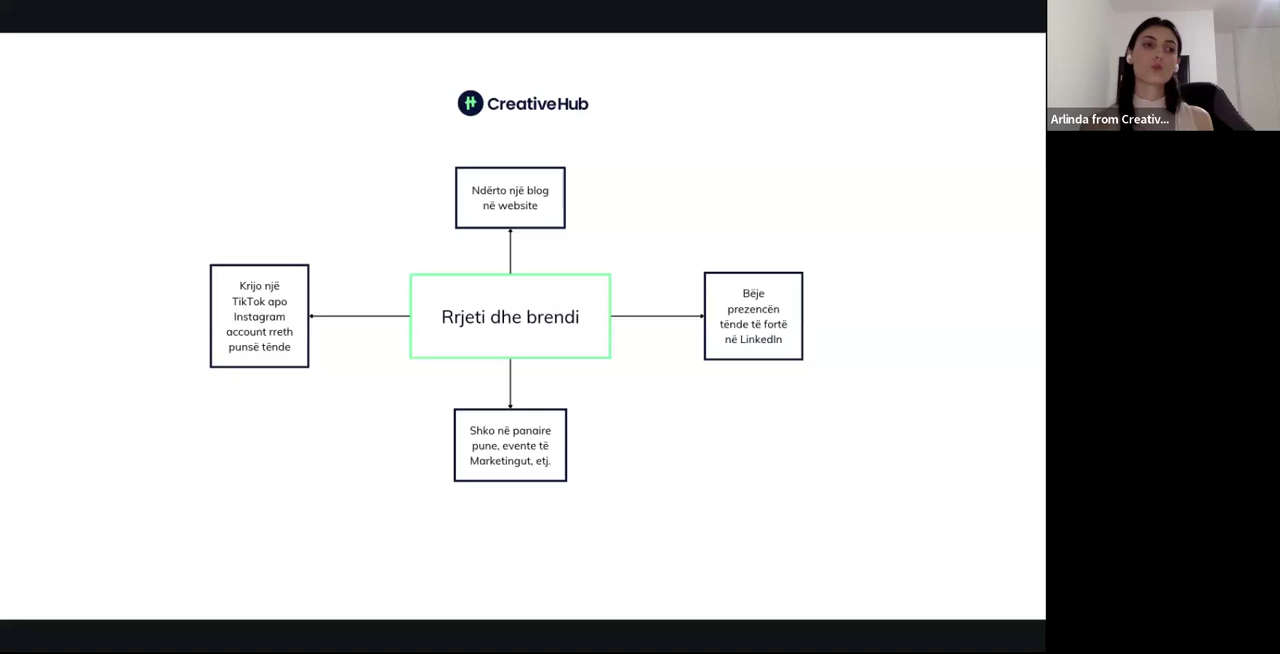 CreativeHub
Ndërto një blog
në website
Krijo një
TikTok apo
Instagram
account rreth
punsë tënde
Rrjeti dhe brendi
Bëje
prezencën
tënde të fortë
në LinkedIn
Shko në panaire
pune, evente të
Marketingut, etj.
Arlinda from Creativ...